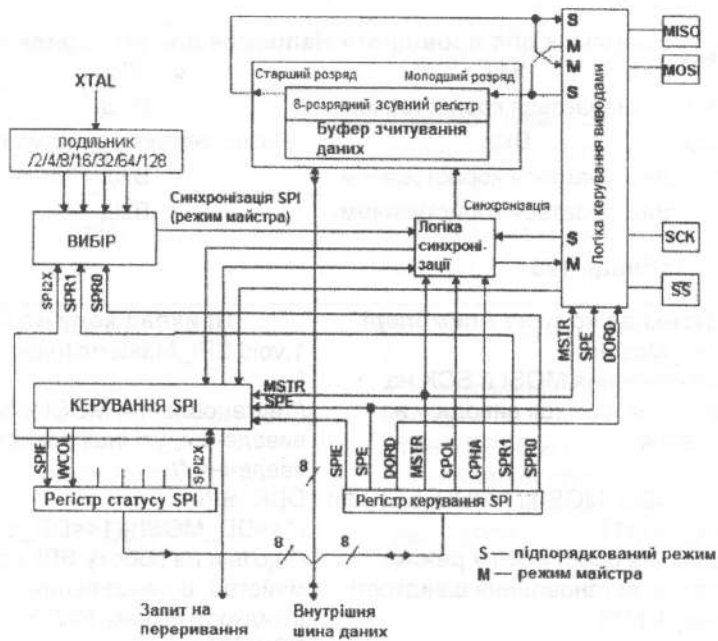 XTAL
ПОДІЛЬНИК
/2/4/8/16/32/64/128
ВИБІР
SPI2X
SPR1
SPR0
Старший розряд
Молодший розряд
8-розрядний зсувний регістр
Буфер зчитування
даних
Синхронізація SPI
(режим майстра)
Синхронізація
Логіка
синхроні-
зації
S
M
M
S
S
M
Логіка керування виводами
MISO
MOSI
SCK
SS
MSTR
SPE
DORD
КЕРУВАННЯ SPI
MSTR
SPE
SPIF
WCOL
SPI2X
Регістр статусу SPI
8
SPIE
SPE
DORD
MSTR
CPOL
CPHA
SPR1
SPR0
Регістр керування SPI
8
8
S — підпорядкований режим
M — режим майстра
Запит на
переривання
Внутрішня
шина даних